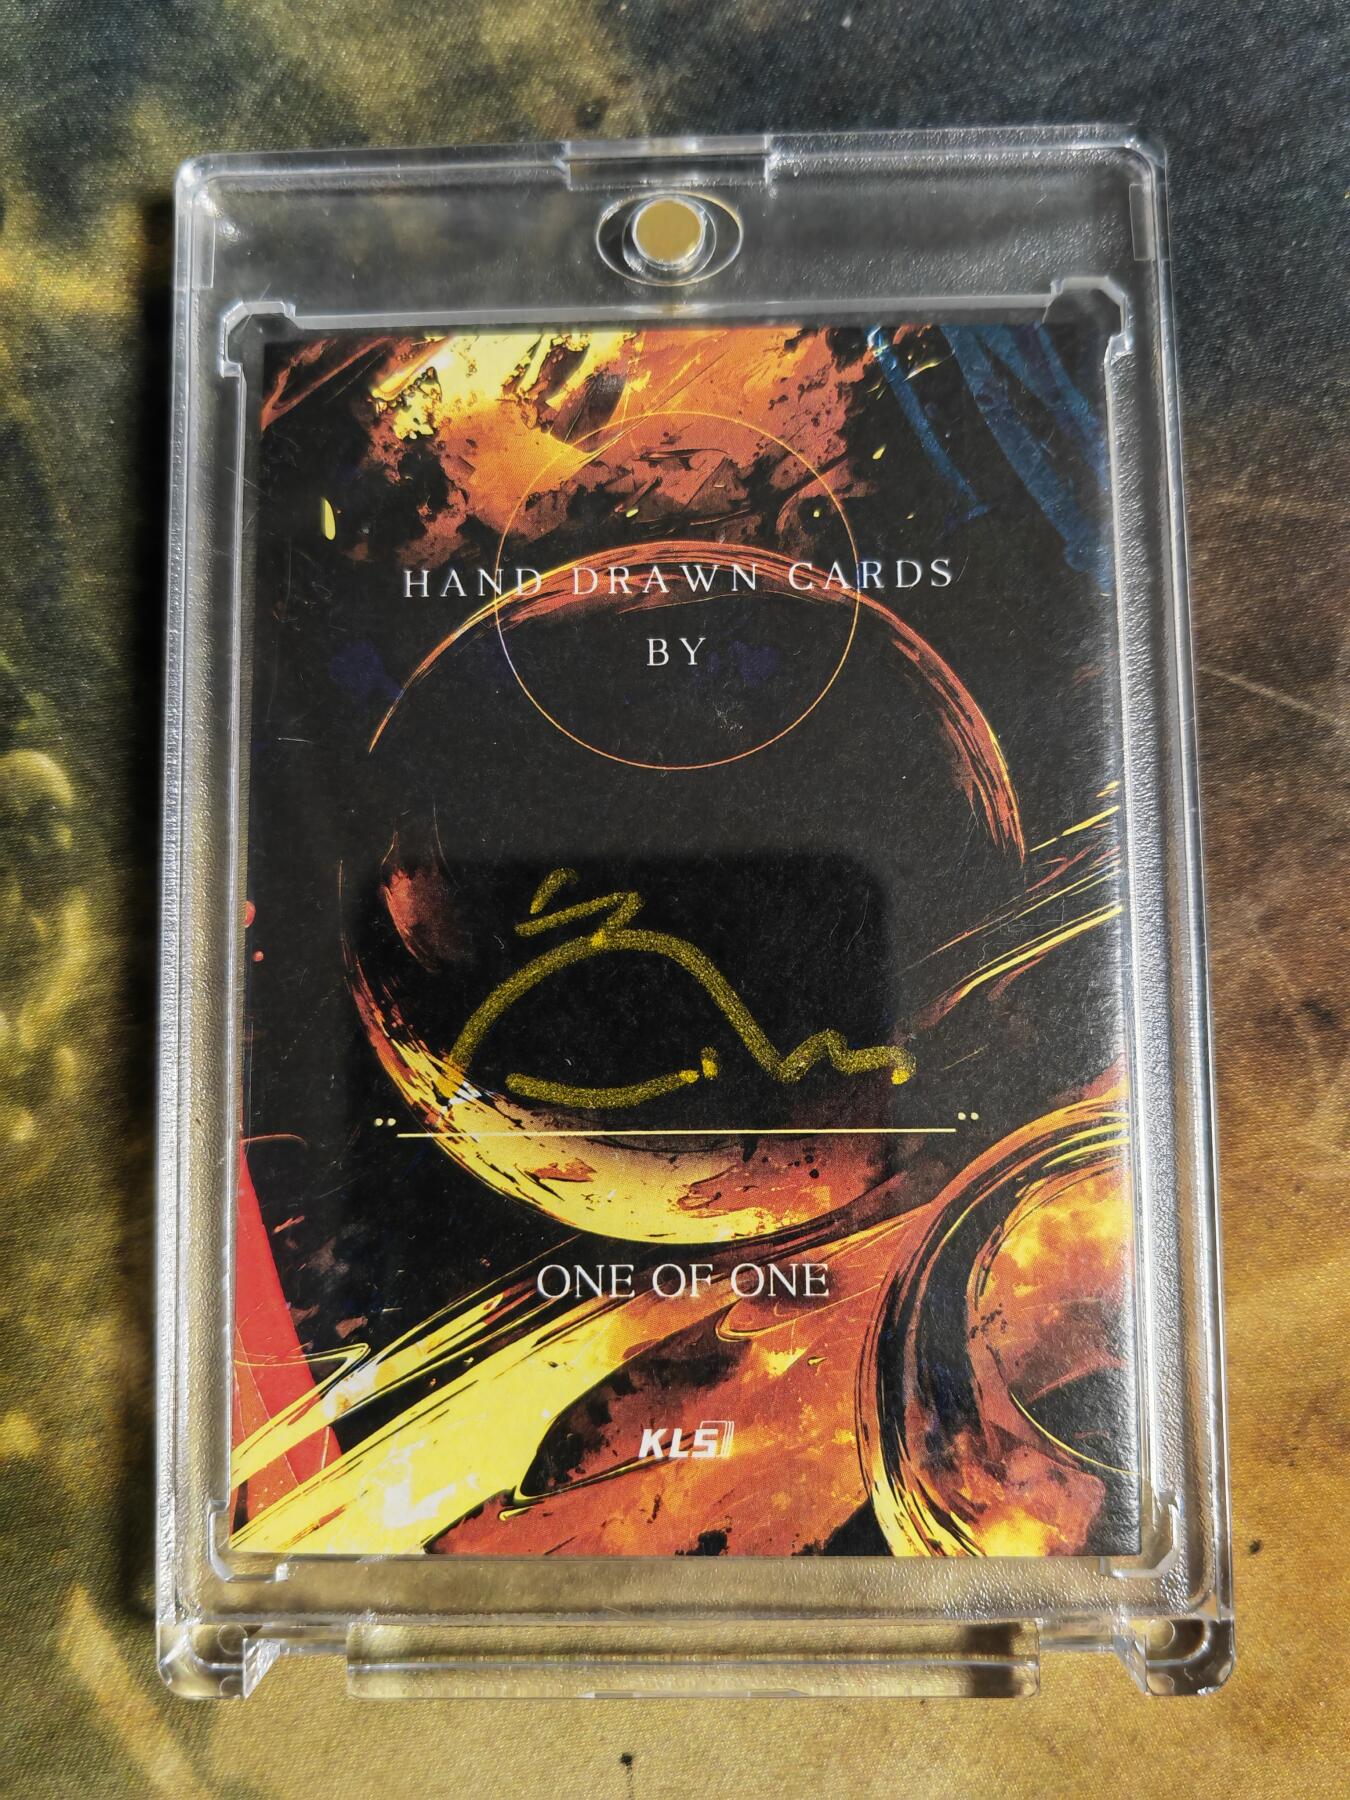 HAND DRAWN CARDS
BY
ONE OF ONE
KLS